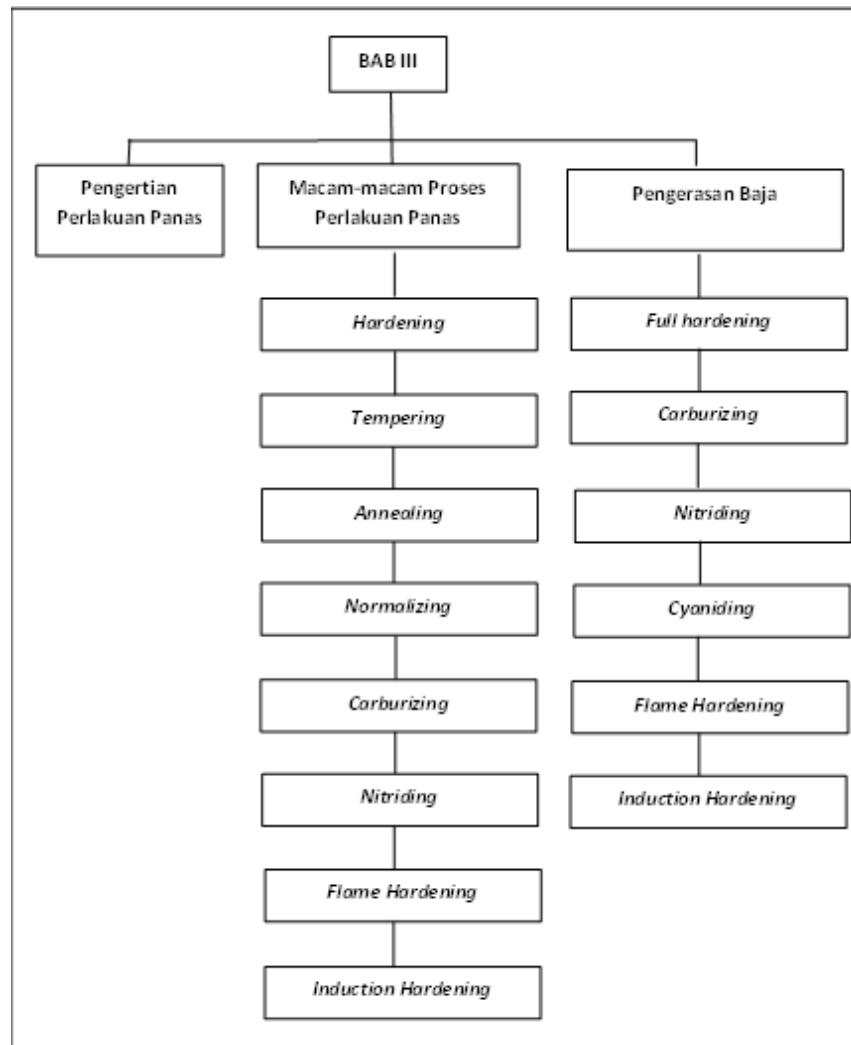 BAB III
Pengertian
Perlakuan Panas
Macam-macam Proses
Perlakuan Panas
Hardening
Tempering
Annealing
Normalizing
Carburizing
Nitriding
Flame Hardening
Induction Hardening
Pengerasan Baja
Full hardening
Carburizing
Nitriding
Cyaniding
Flame Hardening
Induction Hardening